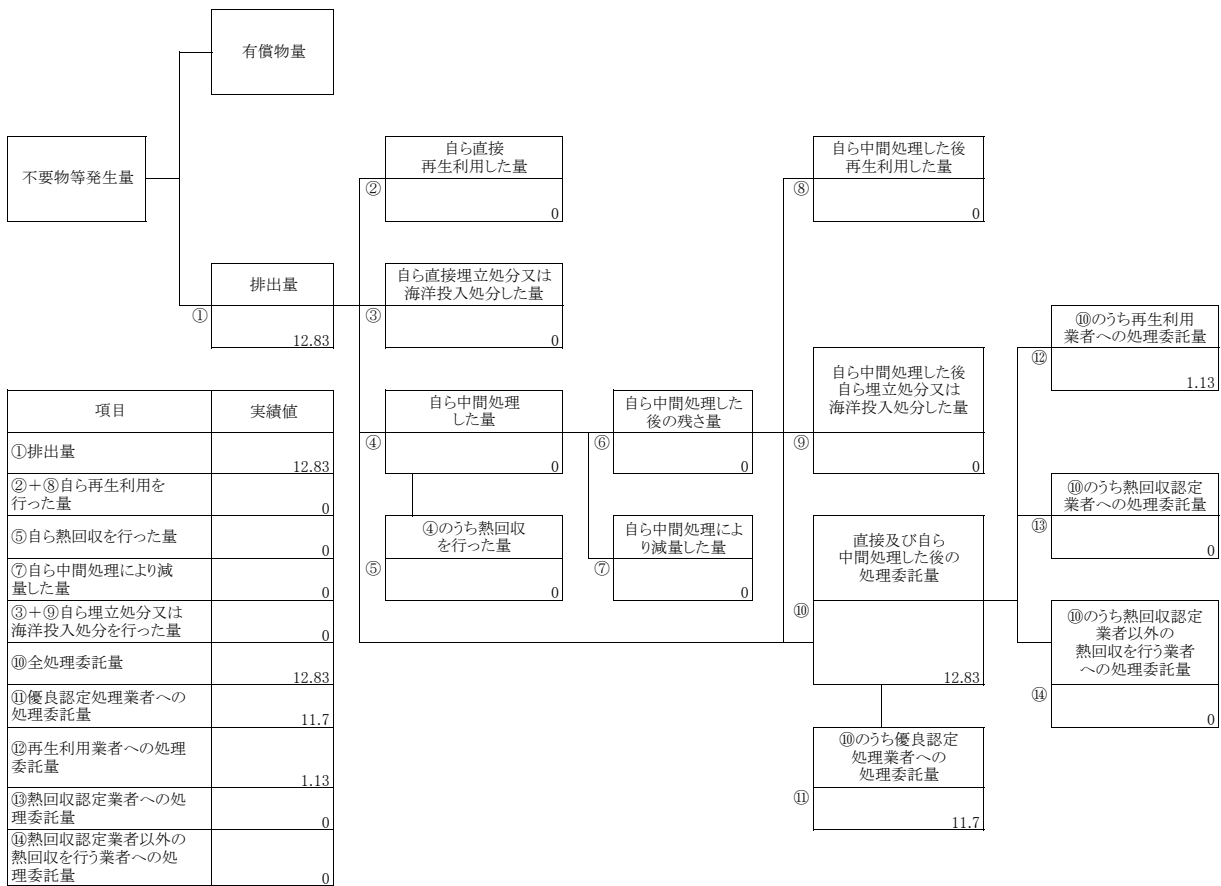 有償物量
不要物等発生量
排出量
①
12.83
自ら直接
再生利用した量
②
0
自ら直接埋立処分又は
海洋投入処分した量
③
0
自ら中間処理
した量
④
0
④のうち熱回収
を行った量
⑤
0
自ら中間処理した
後の残さ量
⑥
0
自ら中間処理によ
り減量した量
⑦
0
自ら中間処理した後
再生利用した量
⑧
0
自ら中間処理した後
自ら埋立処分又は
海洋投入処分した量
⑨
0
直接及び自ら
中間処理した後の
処理委託量
⑩
12.83
⑩のうち優良認定
処理業者への
処理委託量
⑪
11.7
⑩のうち再生利用
業者への処理委託量
⑫
1.13
⑩のうち熱回収認定
業者への処理委託量
⑬
0
⑩のうち熱回収認定
業者以外の
熱回収を行う業者
への処理委託量
⑭
0
項目 実績値
①排出量
12.83
②+⑧自ら再生利用を
行った量
0
⑤自ら熱回収を行った量
0
⑦自ら中間処理により減
量した量
0
③+⑨自ら埋立処分又は
海洋投入処分を行った量
0
⑩全処理委託量
12.83
⑪優良認定処理業者への
処理委託量
11.7
⑫再生利用業者への処理
委託量
1.13
⑬熱回収認定業者への処
理委託量
0
⑭熱回収認定業者以外の
熱回収を行う業者への処
理委託量
0